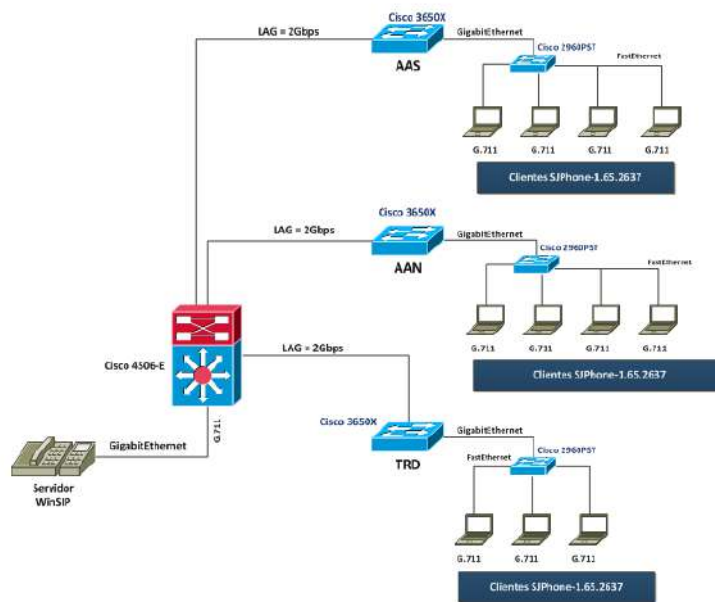 Cisco 3650X
LAG = 2Gbps
GigabitEthernet
Cisco 2960PST
AAS
FastEthernet
G.711
G.711
G.711
G.711
Clientes SJPhone-1.65.2637
Cisco 3650X
LAG = 2Gbps
GigabitEthernet
Cisco 2960PST
AAN
FastEthernet
G.711
G.711
G.711
G.711
Clientes SJPhone-1.65.2637
Cisco 4506-E
LAG = 2Gbps
G.711
GigabitEthernet
Servidor
WinSIP
Cisco 3650X
GigabitEthernet
Cisco 2960PST
TRD
FastEthernet
G.711
G.711
G.711
Clientes SJPhone-1.65.2637